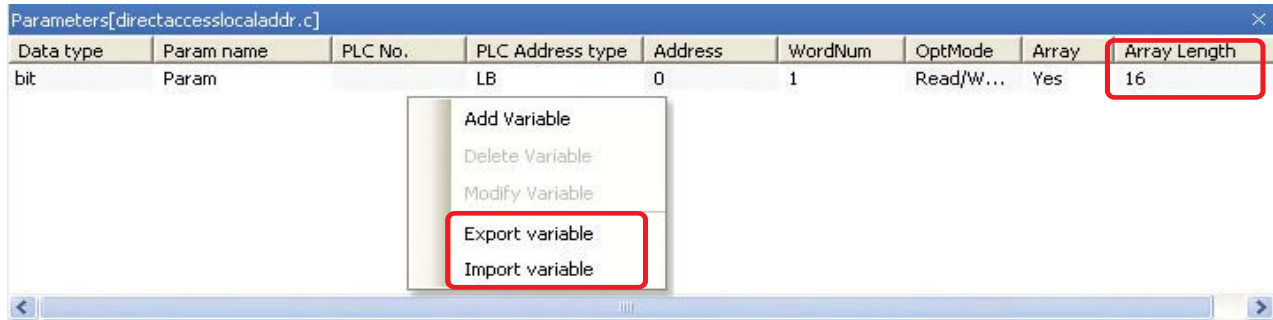 Parameters[directaccesslocaladdr.c]
Data type Param name PLC No. PLC Address type Address WordNum OptMode Array Array Length
bit Param LB 0 1 Read/W... Yes 16
Add Variable
Delete Variable
Modify Variable
Export variable
Import variable